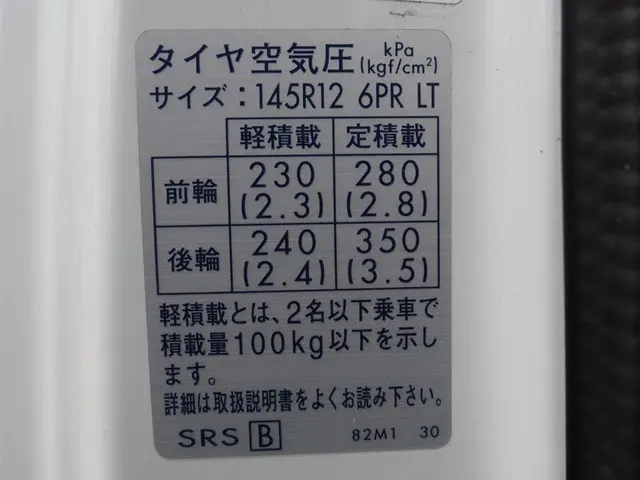 タイヤ空気圧 kPa (kgf/cm²)
サイズ：145R12 6PR LT
軽積載 定積載
前輪 230 (2.3) 280 (2.8)
後輪 240 (2.4) 350 (3.5)
軽積載とは、2名以下乗車で
積載量100kg以下を示し
ます。
詳細は取扱説明書をよくお読み下さい。
SRS B 82M1 30